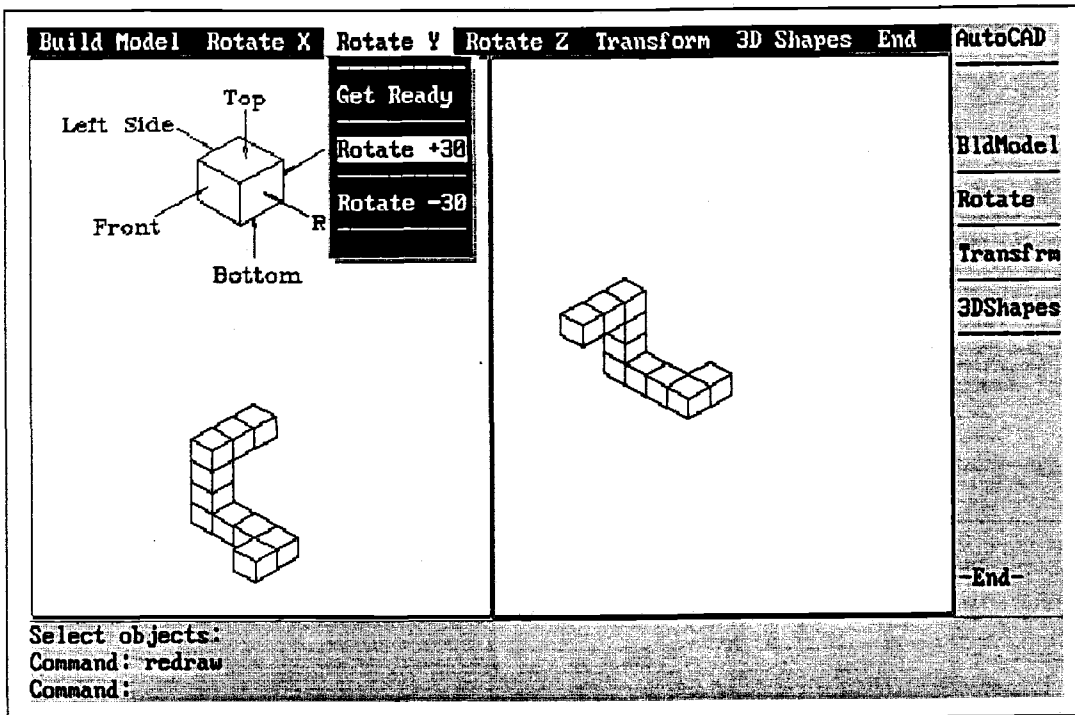 Build Model Rotate X Rotate Y Rotate Z Transform 3D Shapes End
AutoCAD
Get Ready
Rotate +30
Rotate -30
Top
Left Side
Front
R
Bottom
BldModel
Rotate
Transfrm
3DShapes
-End-
Select objects:
Command: redraw
Command: